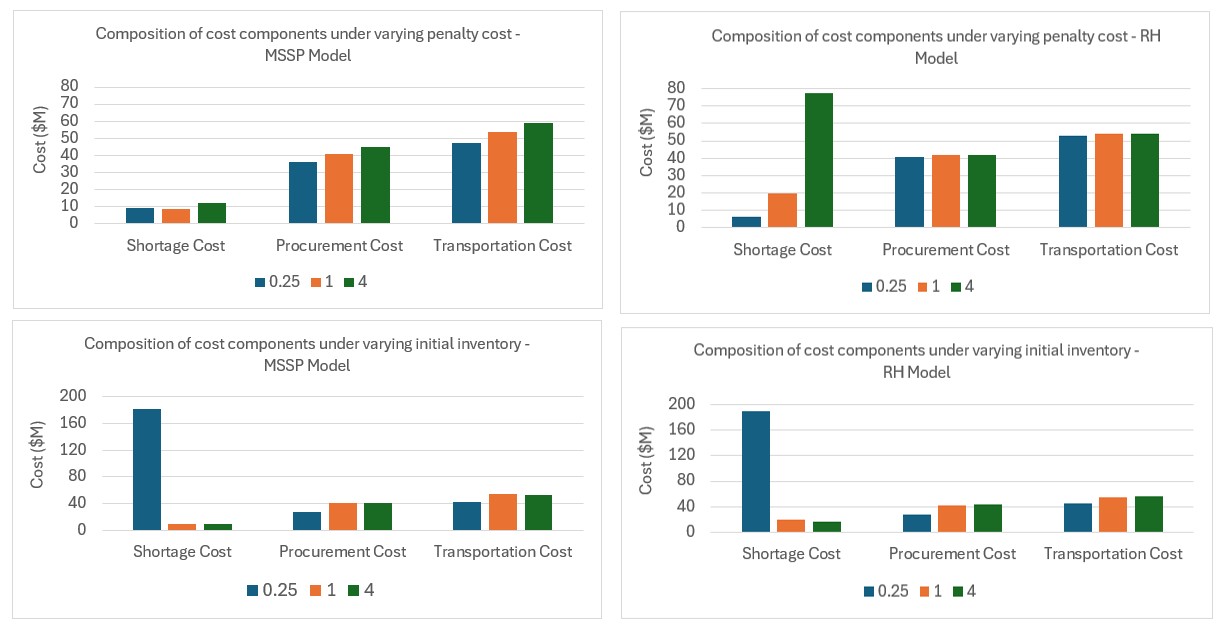 Composition of cost components under varying penalty cost -
MSSP Model
Cost ($M)
80
70
60
50
40
30
20
10
0
Shortage Cost Procurement Cost Transportation Cost
0.25 1 4
Composition of cost components under varying penalty cost - RH
Model
Cost ($M)
80
70
60
50
40
30
20
10
0
Shortage Cost Procurement Cost Transportation Cost
0.25 1 4
Composition of cost components under varying initial inventory -
MSSP Model
Cost ($M)
200
160
120
80
40
0
Shortage Cost Procurement Cost Transportation Cost
0.25 1 4
Composition of cost components under varying initial inventory -
RH Model
Cost ($M)
200
160
120
80
40
0
Shortage Cost Procurement Cost Transportation Cost
0.25 1 4